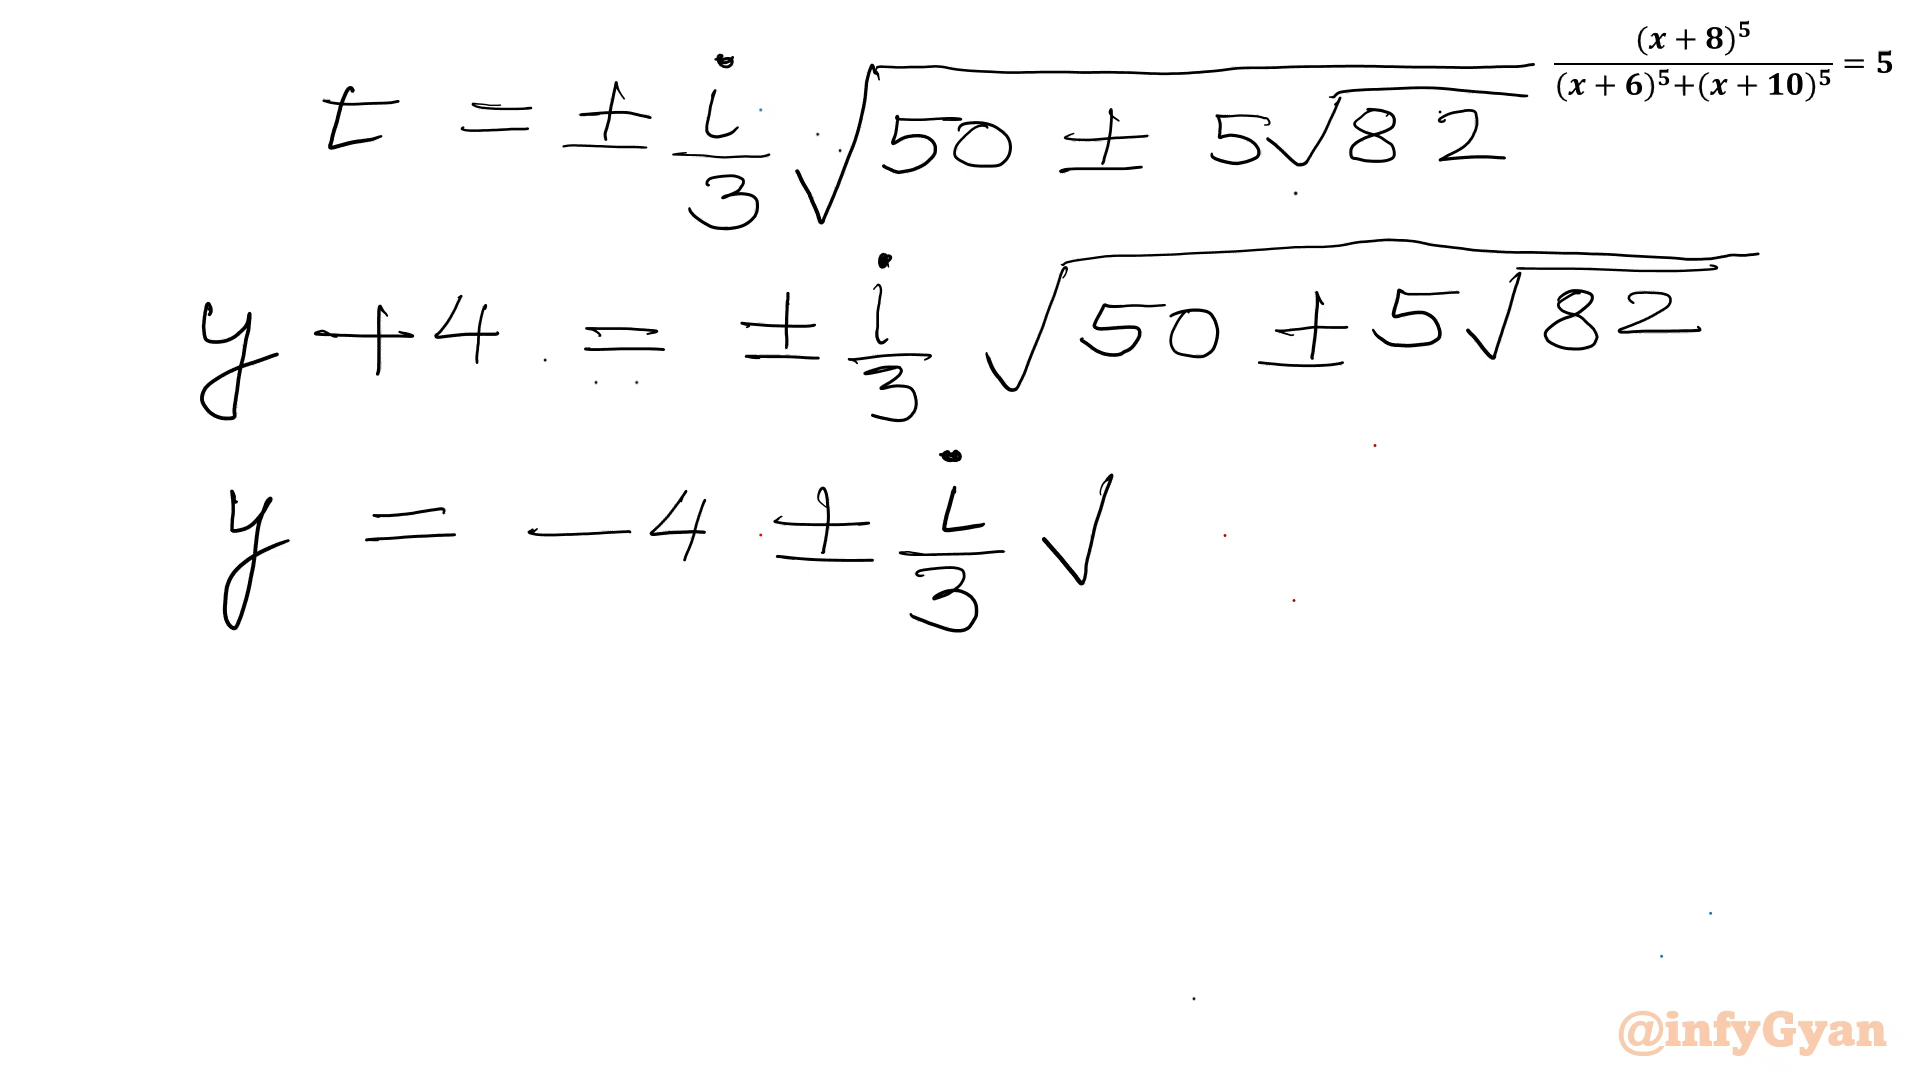 (x + 8)⁵ / ((x + 6)⁵+(x + 10)⁵) = 5
t = ± i/3 √(50 ± 5√82)
y + 4 = ± i/3 √(50 ± 5√82)
y = − 4 ± i/3 √
@infyGyan